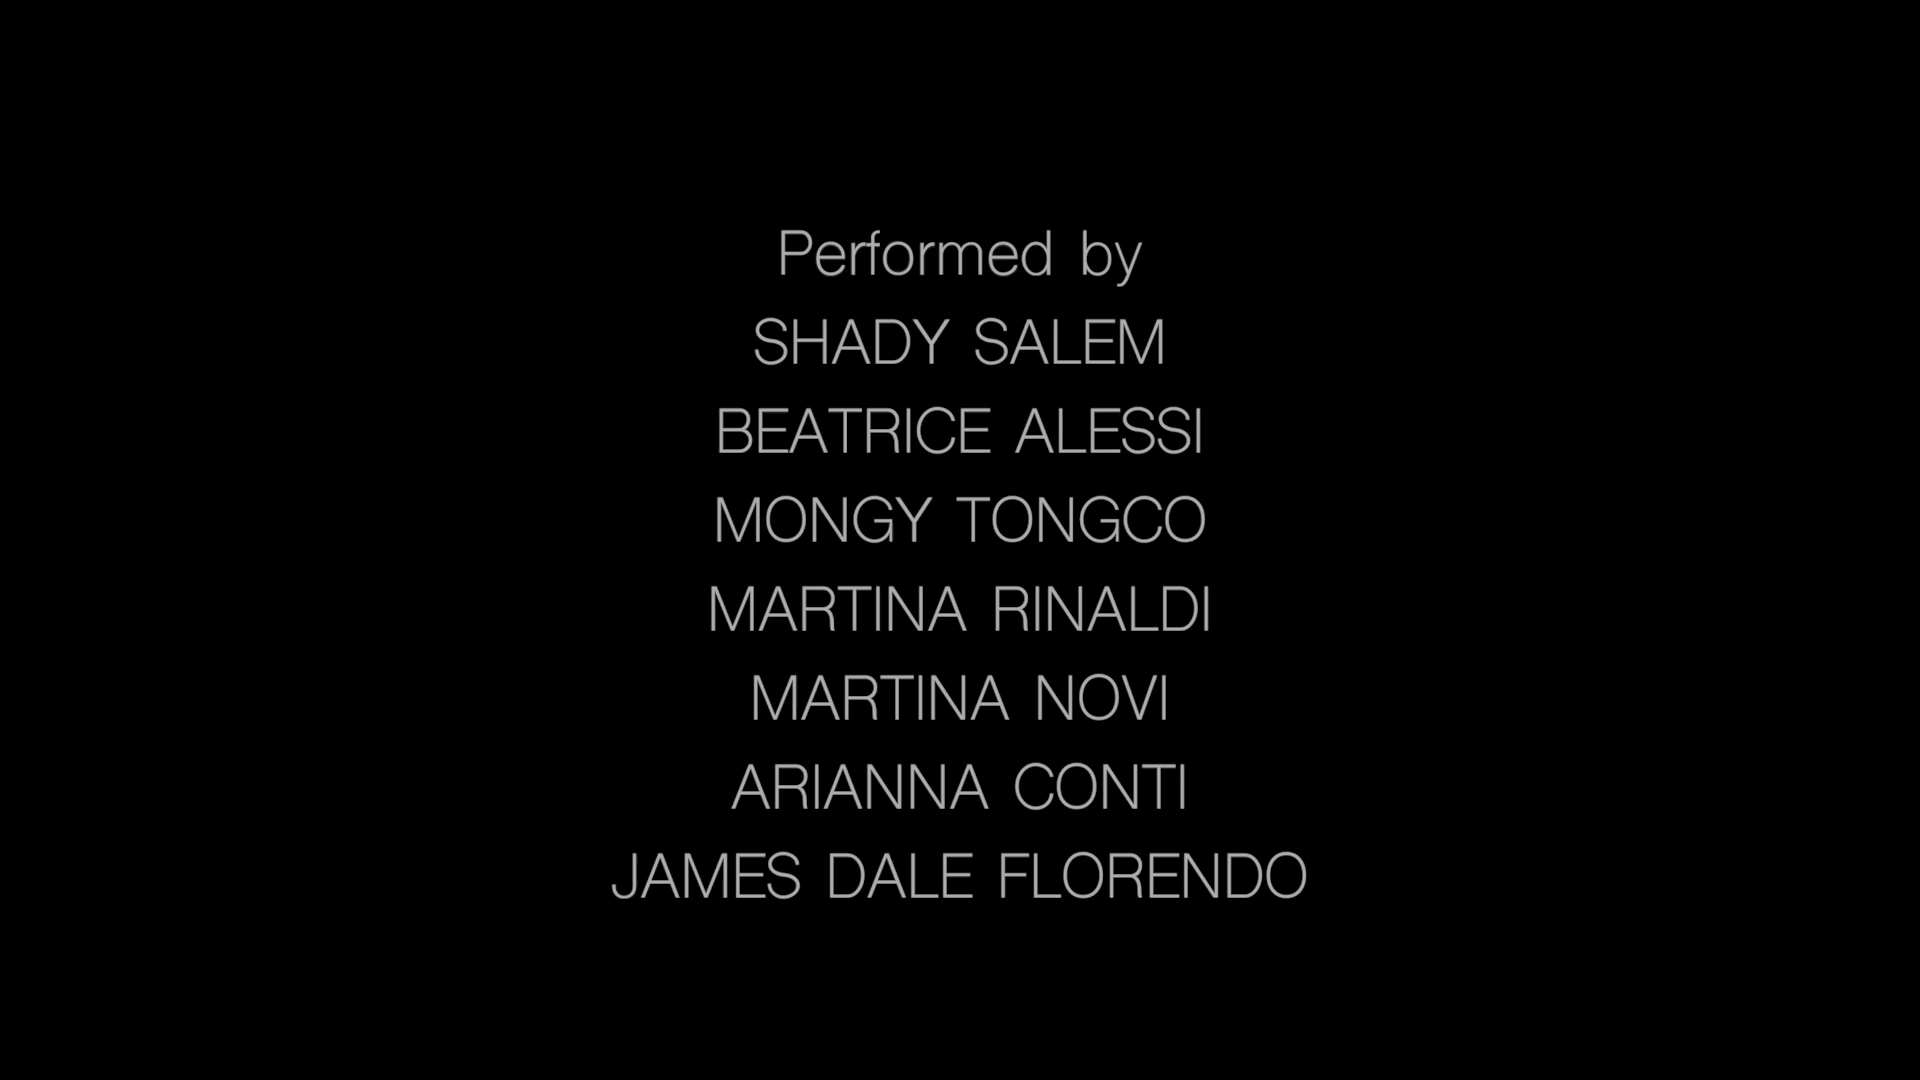 Performed by
SHADY SALEM
BEATRICE ALESSI
MONGY TONGCO
MARTINA RINALDI
MARTINA NOVI
ARIANNA CONTI
JAMES DALE FLORENDO